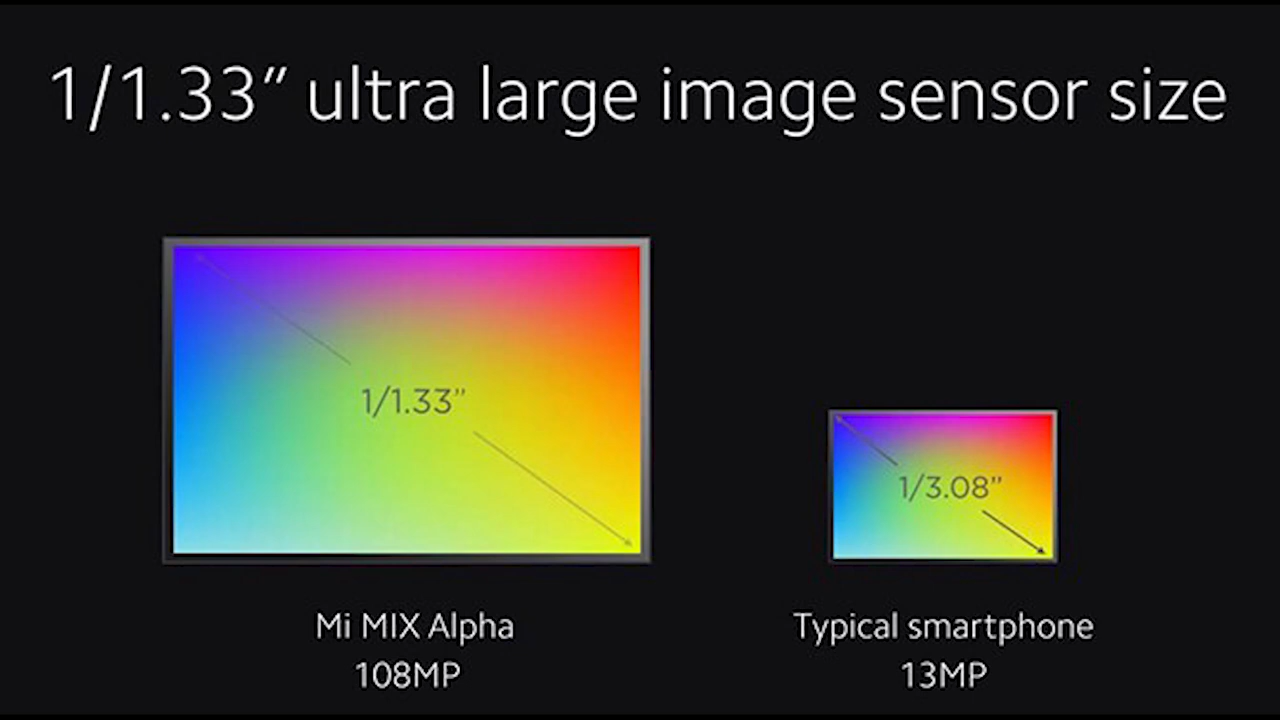 1/1.33” ultra large image sensor size
1/1.33”
1/3.08”
Mi MIX Alpha
108MP
Typical smartphone
13MP